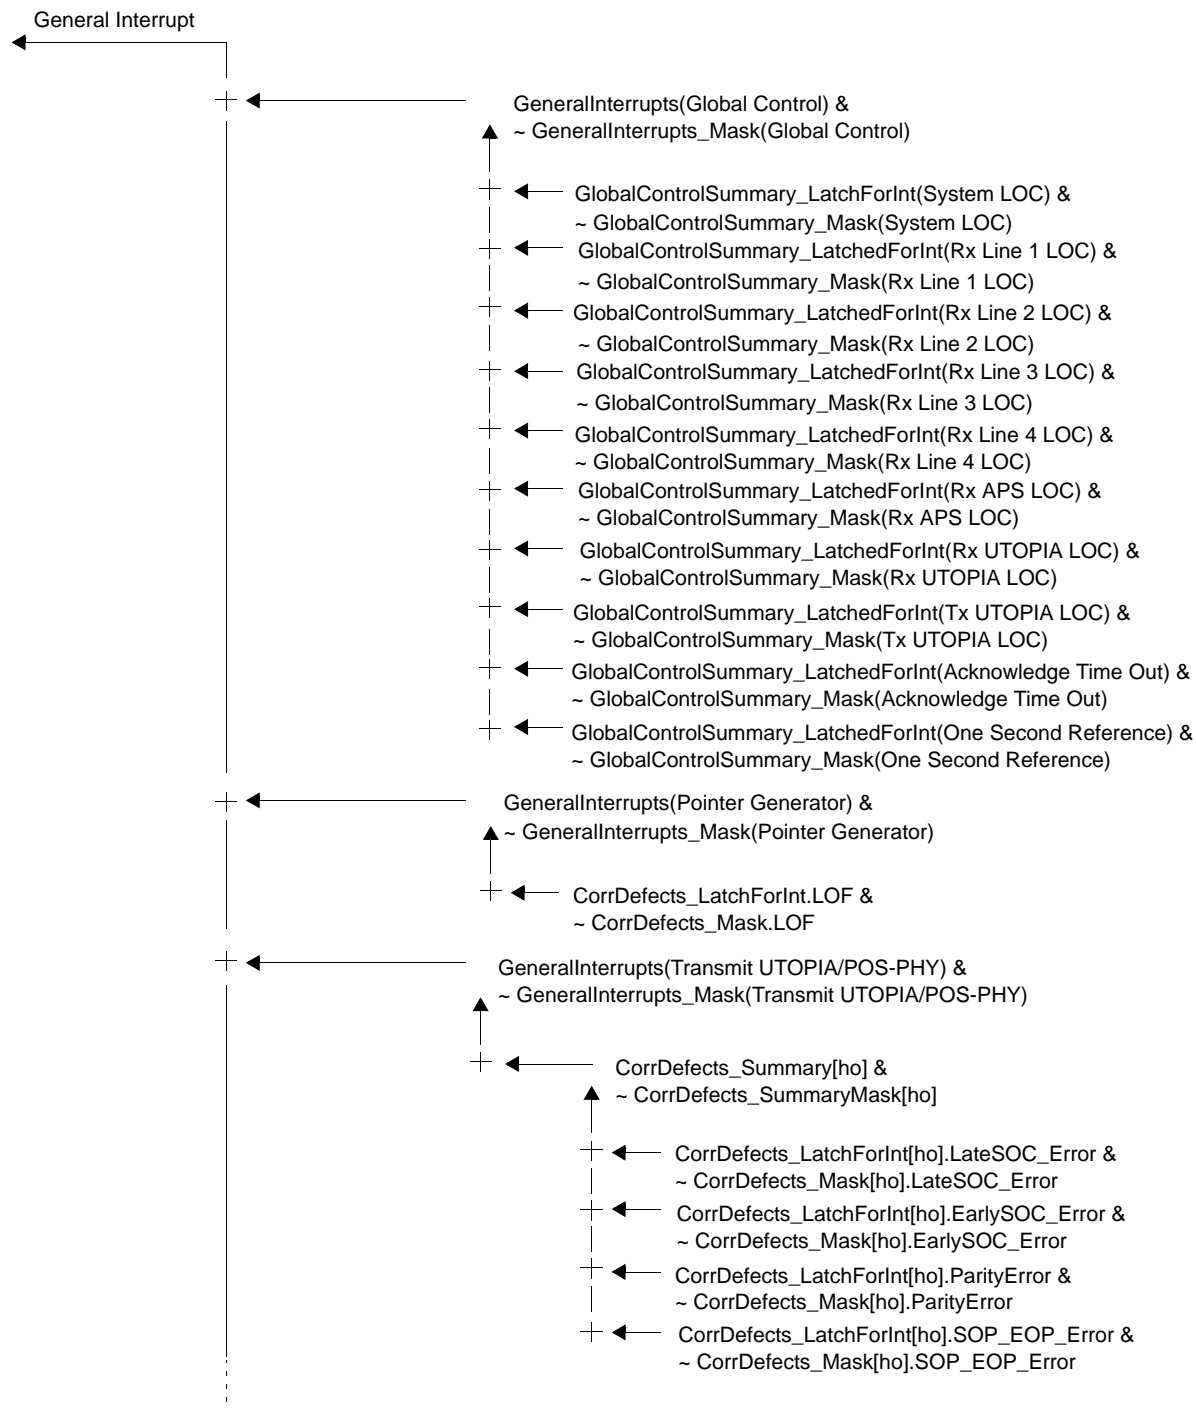 General Interrupt
GeneralInterrupts(Global Control) &
~ GeneralInterrupts_Mask(Global Control)
GlobalControlSummary_LatchForInt(System LOC) &
~ GlobalControlSummary_Mask(System LOC)
GlobalControlSummary_LatchedForInt(Rx Line 1 LOC) &
~ GlobalControlSummary_Mask(Rx Line 1 LOC)
GlobalControlSummary_LatchedForInt(Rx Line 2 LOC) &
~ GlobalControlSummary_Mask(Rx Line 2 LOC)
GlobalControlSummary_LatchedForInt(Rx Line 3 LOC) &
~ GlobalControlSummary_Mask(Rx Line 3 LOC)
GlobalControlSummary_LatchedForInt(Rx Line 4 LOC) &
~ GlobalControlSummary_Mask(Rx Line 4 LOC)
GlobalControlSummary_LatchedForInt(Rx APS LOC) &
~ GlobalControlSummary_Mask(Rx APS LOC)
GlobalControlSummary_LatchedForInt(Rx UTOPIA LOC) &
~ GlobalControlSummary_Mask(Rx UTOPIA LOC)
GlobalControlSummary_LatchedForInt(Tx UTOPIA LOC) &
~ GlobalControlSummary_Mask(Tx UTOPIA LOC)
GlobalControlSummary_LatchedForInt(Acknowledge Time Out) &
~ GlobalControlSummary_Mask(Acknowledge Time Out)
GlobalControlSummary_LatchedForInt(One Second Reference) &
~ GlobalControlSummary_Mask(One Second Reference)
GeneralInterrupts(Pointer Generator) &
~ GeneralInterrupts_Mask(Pointer Generator)
CorrDefects_LatchForInt.LOF &
~ CorrDefects_Mask.LOF
GeneralInterrupts(Transmit UTOPIA/POS-PHY) &
~ GeneralInterrupts_Mask(Transmit UTOPIA/POS-PHY)
CorrDefects_Summary[ho] &
~ CorrDefects_SummaryMask[ho]
CorrDefects_LatchForInt[ho].LateSOC_Error &
~ CorrDefects_Mask[ho].LateSOC_Error
CorrDefects_LatchForInt[ho].EarlySOC_Error &
~ CorrDefects_Mask[ho].EarlySOC_Error
CorrDefects_LatchForInt[ho].ParityError &
~ CorrDefects_Mask[ho].ParityError
CorrDefects_LatchForInt[ho].SOP_EOP_Error &
~ CorrDefects_Mask[ho].SOP_EOP_Error